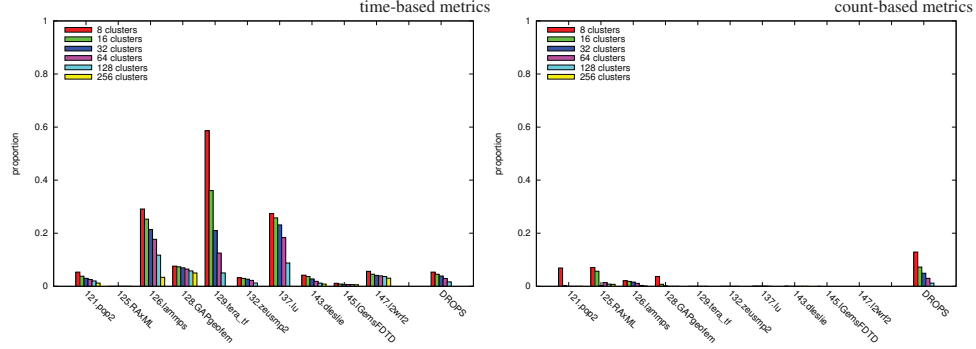 time-based metrics
1
0.8
0.6
0.4
0.2
0
proportion
8 clusters
16 clusters
32 clusters
64 clusters
128 clusters
256 clusters
121.pop2
125.RAxML
126.lammps
128.GAPgeofem
129.tera_tf
132.zeusmp2
137.lu
143.dleslie
145.lGemsFDTD
147.l2wrf2
DROPS
count-based metrics
1
0.8
0.6
0.4
0.2
0
proportion
8 clusters
16 clusters
32 clusters
64 clusters
128 clusters
256 clusters
121.pop2
125.RAxML
126.lammps
128.GAPgeofem
129.tera_tf
132.zeusmp2
137.lu
143.dleslie
145.lGemsFDTD
147.l2wrf2
DROPS